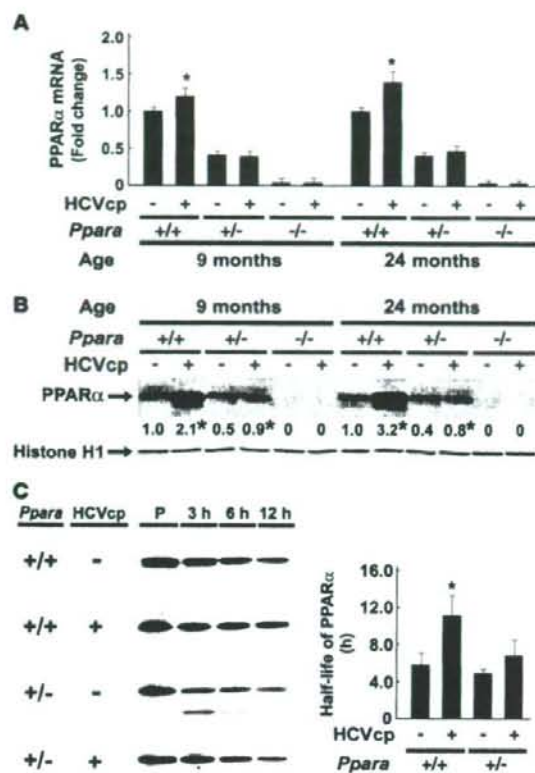 A
PPARα mRNA
(Fold change)
1.5
1.0
0.5
0
* *
HCVcp - + - + - + - + - + - +
Ppara +/+ +/- -/- +/+ +/- -/-
Age 9 months 24 months
B
Age 9 months 24 months
Ppara +/+ +/- -/- +/+ +/- -/-
HCVcp - + - + - + - + - + - +
PPARα
1.0 2.1* 0.5 0.9* 0 0 1.0 3.2* 0.4 0.8* 0 0
Histone H1
C
Ppara HCVcp P 3 h 6 h 12 h
+/+ -
+/+ +
+/- -
+/- +
Half-life of PPARα
(h)
16.0
12.0
8.0
4.0
0
*
HCVcp - + - +
Ppara +/+ +/-